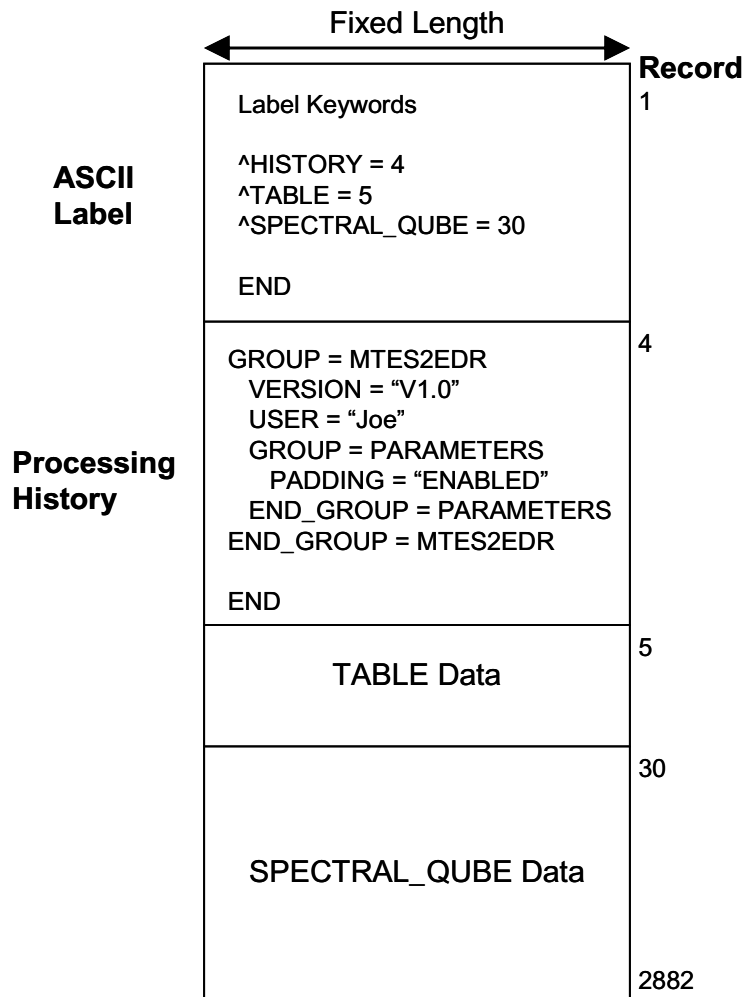 Fixed Length
Record
1
Label Keywords
^HISTORY = 4
^TABLE = 5
^SPECTRAL_QUBE = 30
END
ASCII
Label
4
GROUP = MTES2EDR
VERSION = “V1.0”
USER = “Joe”
GROUP = PARAMETERS
PADDING = “ENABLED”
END_GROUP = PARAMETERS
END_GROUP = MTES2EDR
END
Processing
History
5
TABLE Data
30
SPECTRAL_QUBE Data
2882